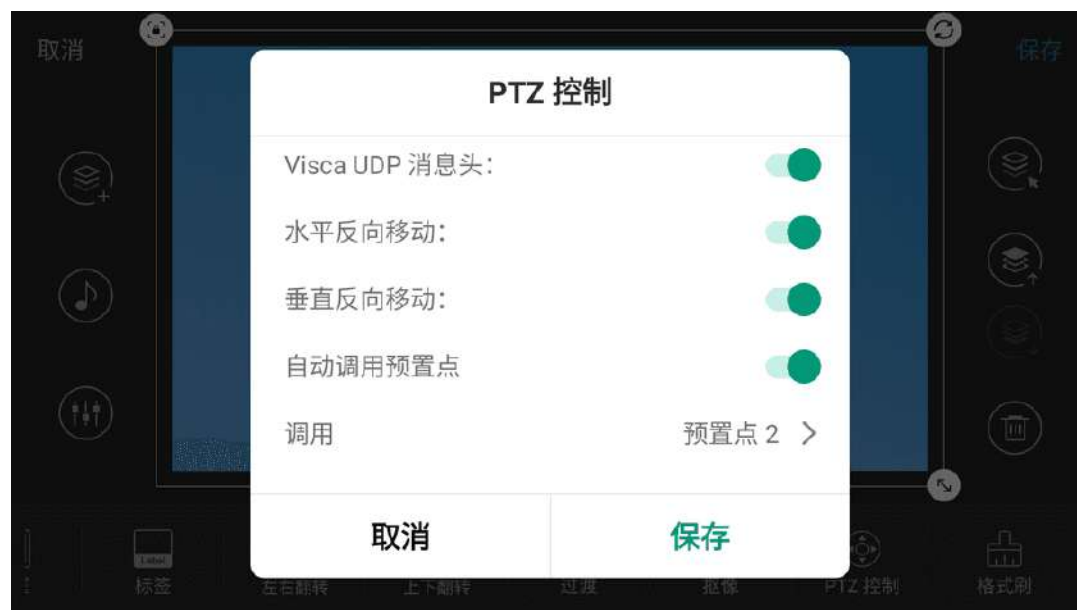 取消
保存
PTZ 控制
Visca UDP 消息头:
水平反向移动:
垂直反向移动:
自动调用预置点
调用 预置点 2
取消 保存
Label
标签 左右翻转 上下翻转 过渡 抠像 PTZ 控制 格式刷